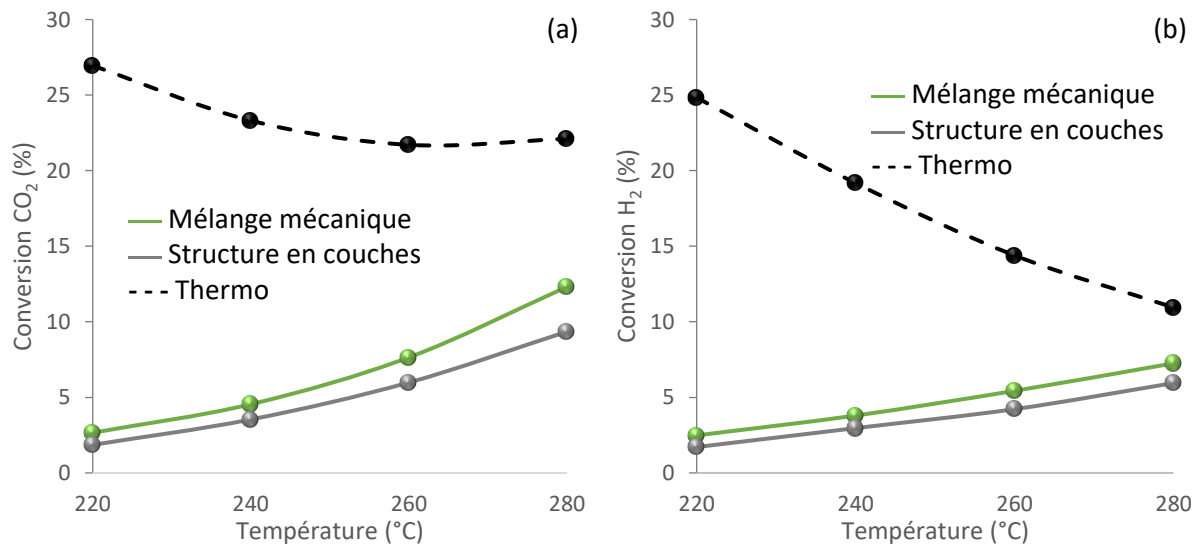 (a)
30
25
20
15
10
5
0
Conversion CO₂ (%)
Mélange mécanique
Structure en couches
Thermo
220 240 260 280
Température (°C)
(b)
30
25
20
15
10
5
0
Conversion H₂ (%)
Mélange mécanique
Structure en couches
Thermo
220 240 260 280
Température (°C)